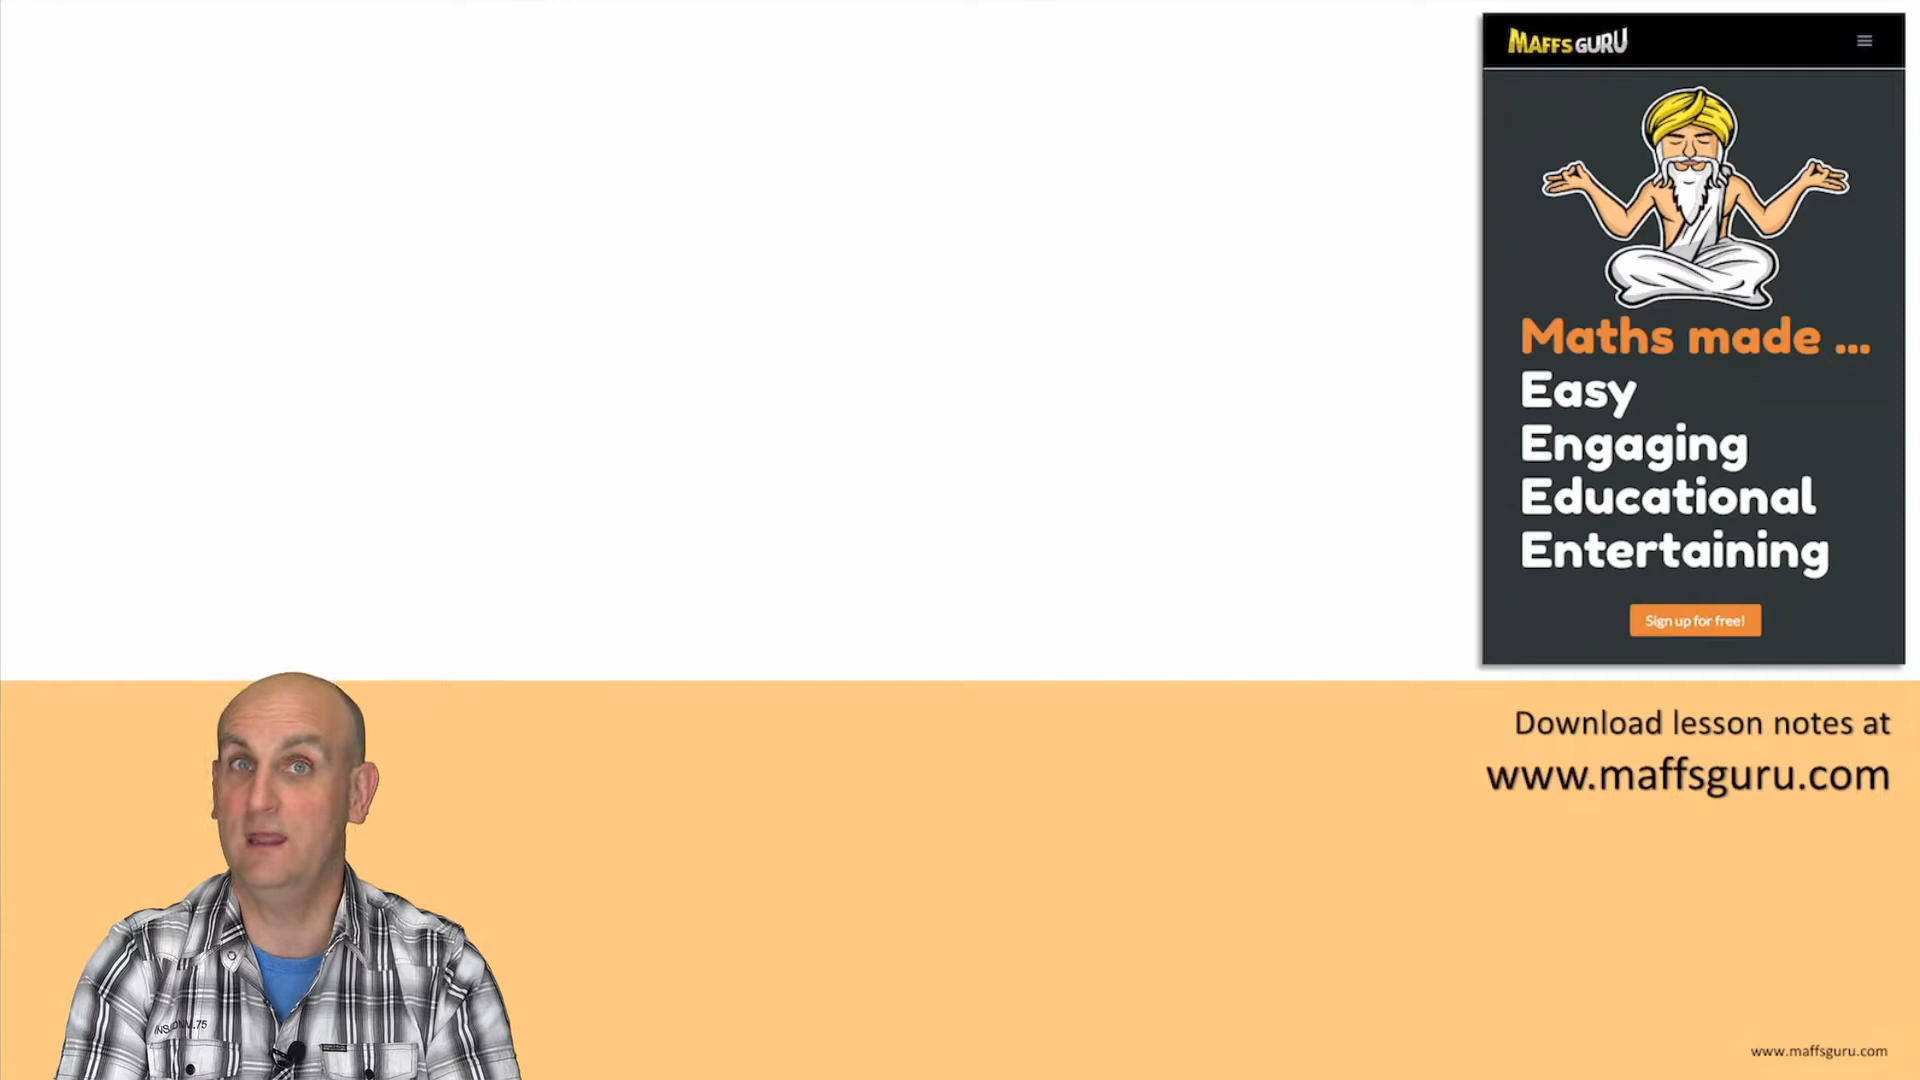 MAFFS GURU
Maths made ...
Easy
Engaging
Educational
Entertaining
Sign up for free!
Download lesson notes at
www.maffsguru.com
www.maffsguru.com